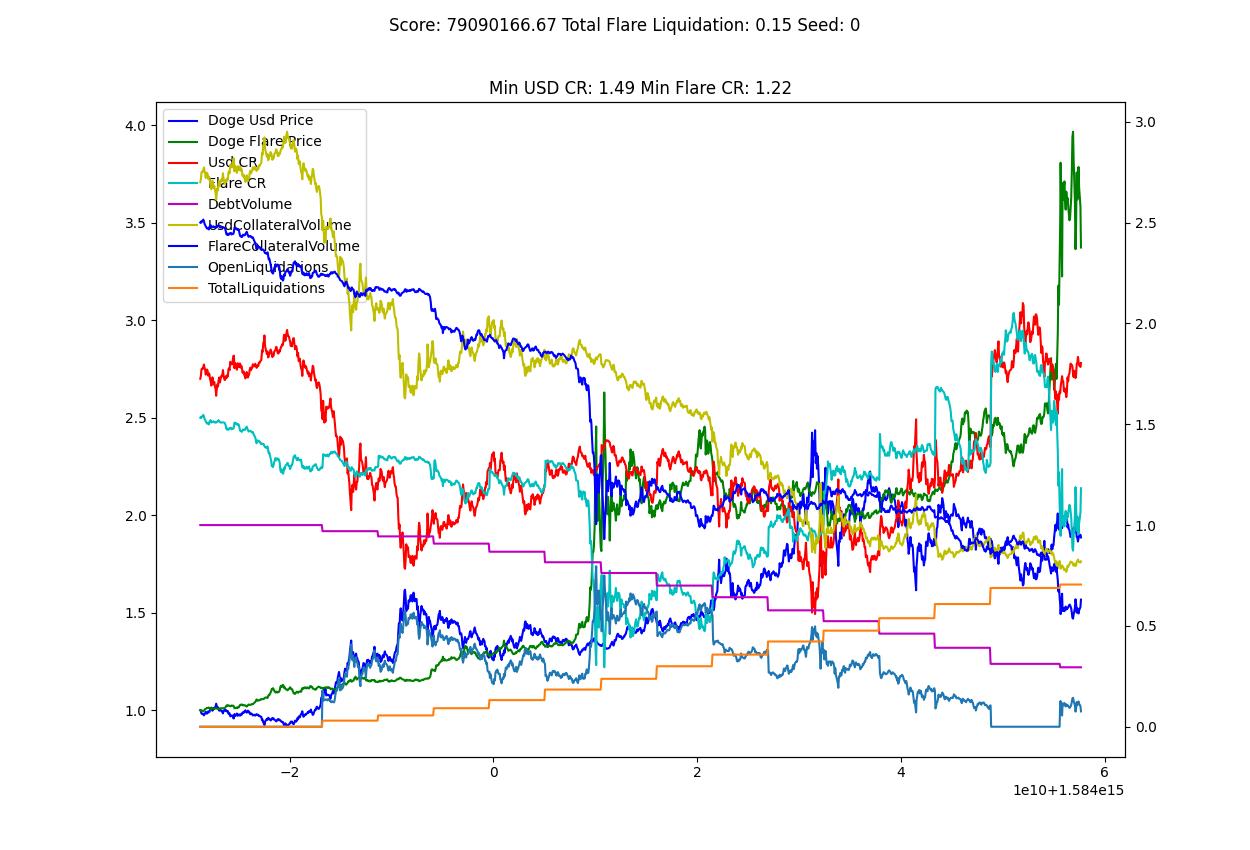 Score: 79090166.67 Total Flare Liquidation: 0.15 Seed: 0
Min USD CR: 1.49 Min Flare CR: 1.22
Doge Usd Price
Doge Flare Price
Usd CR
Flare CR
DebtVolume
UsdCollateralVolume
FlareCollateralVolume
OpenLiquidations
TotalLiquidations
4.0
3.5
3.0
2.5
2.0
1.5
1.0
3.0
2.5
2.0
1.5
1.0
0.5
0.0
−2
0
2
4
6
1e10+1.584e15